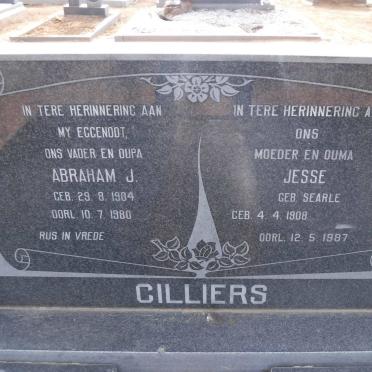 IN TERE HERINNERING AAN
MY EGGENOOT,
ONS VADER EN OUPA
ABRAHAM J.
GEB. 29. 8. 1904
OORL. 10. 7. 1980
RUS IN VREDE
IN TERE HERINNERING A
ONS
MOEDER EN OUMA
JESSE
GEB. SEARLE
GEB. 4. 4. 1908
OORL. 12. 5. 1987
CILLIERS